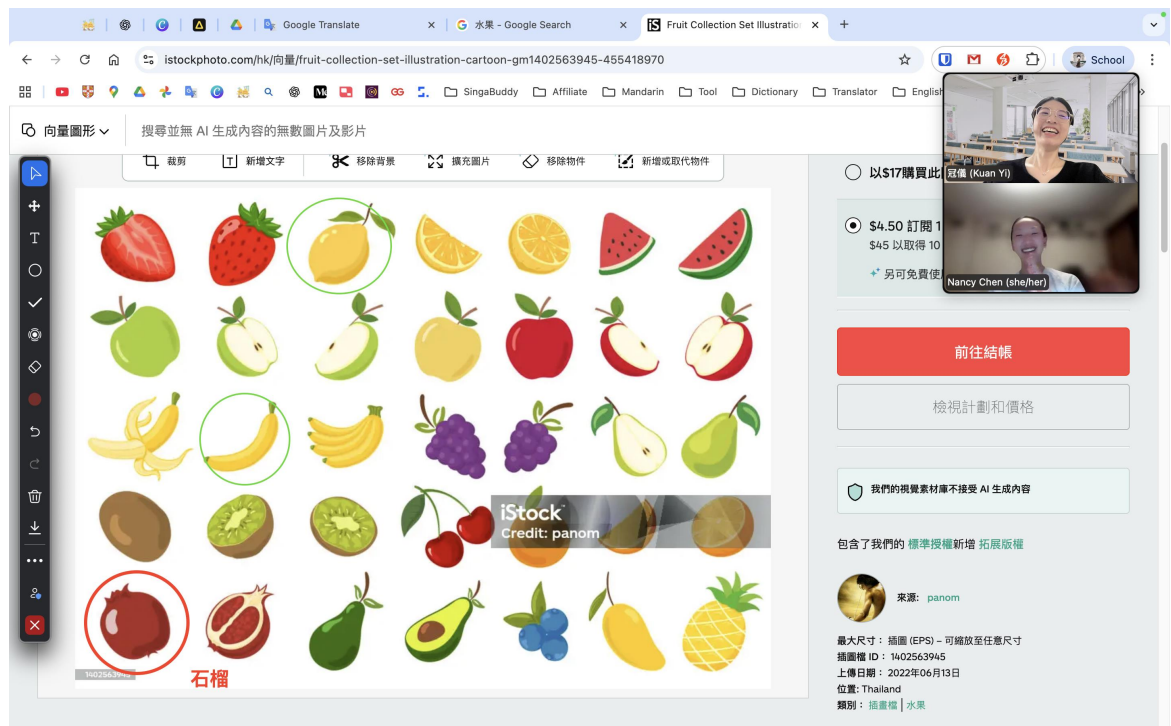 Google Translate
水果 - Google Search
Fruit Collection Set Illustration
istockphoto.com/hk/向量/fruit-collection-set-illustration-cartoon-gm1402563945-455418970
School
SingaBuddy
Affiliate
Mandarin
Tool
Dictionary
Translator
English
向量圖形
搜尋並無 AI 生成內容的無數圖片及影片
裁剪
新增文字
移除背景
擴充圖片
移除物件
新增或取代物件
以$17購買此
$4.50 訂閱 1
$45 以取得 10
另可免費使用
冠儀 (Kuan Yi)
Nancy Chen (she/her)
前往結帳
檢視計劃和價格
我們的視覺素材庫不接受 AI 生成內容
iStock
Credit: panom
包含了我們的 標準授權新增 拓展版權
來源: panom
最大尺寸： 插圖 (EPS) – 可縮放至任意尺寸
插圖檔 ID： 1402563945
上傳日期： 2022年06月13日
位置: Thailand
類別： 插畫檔 | 水果
1402563945
石榴